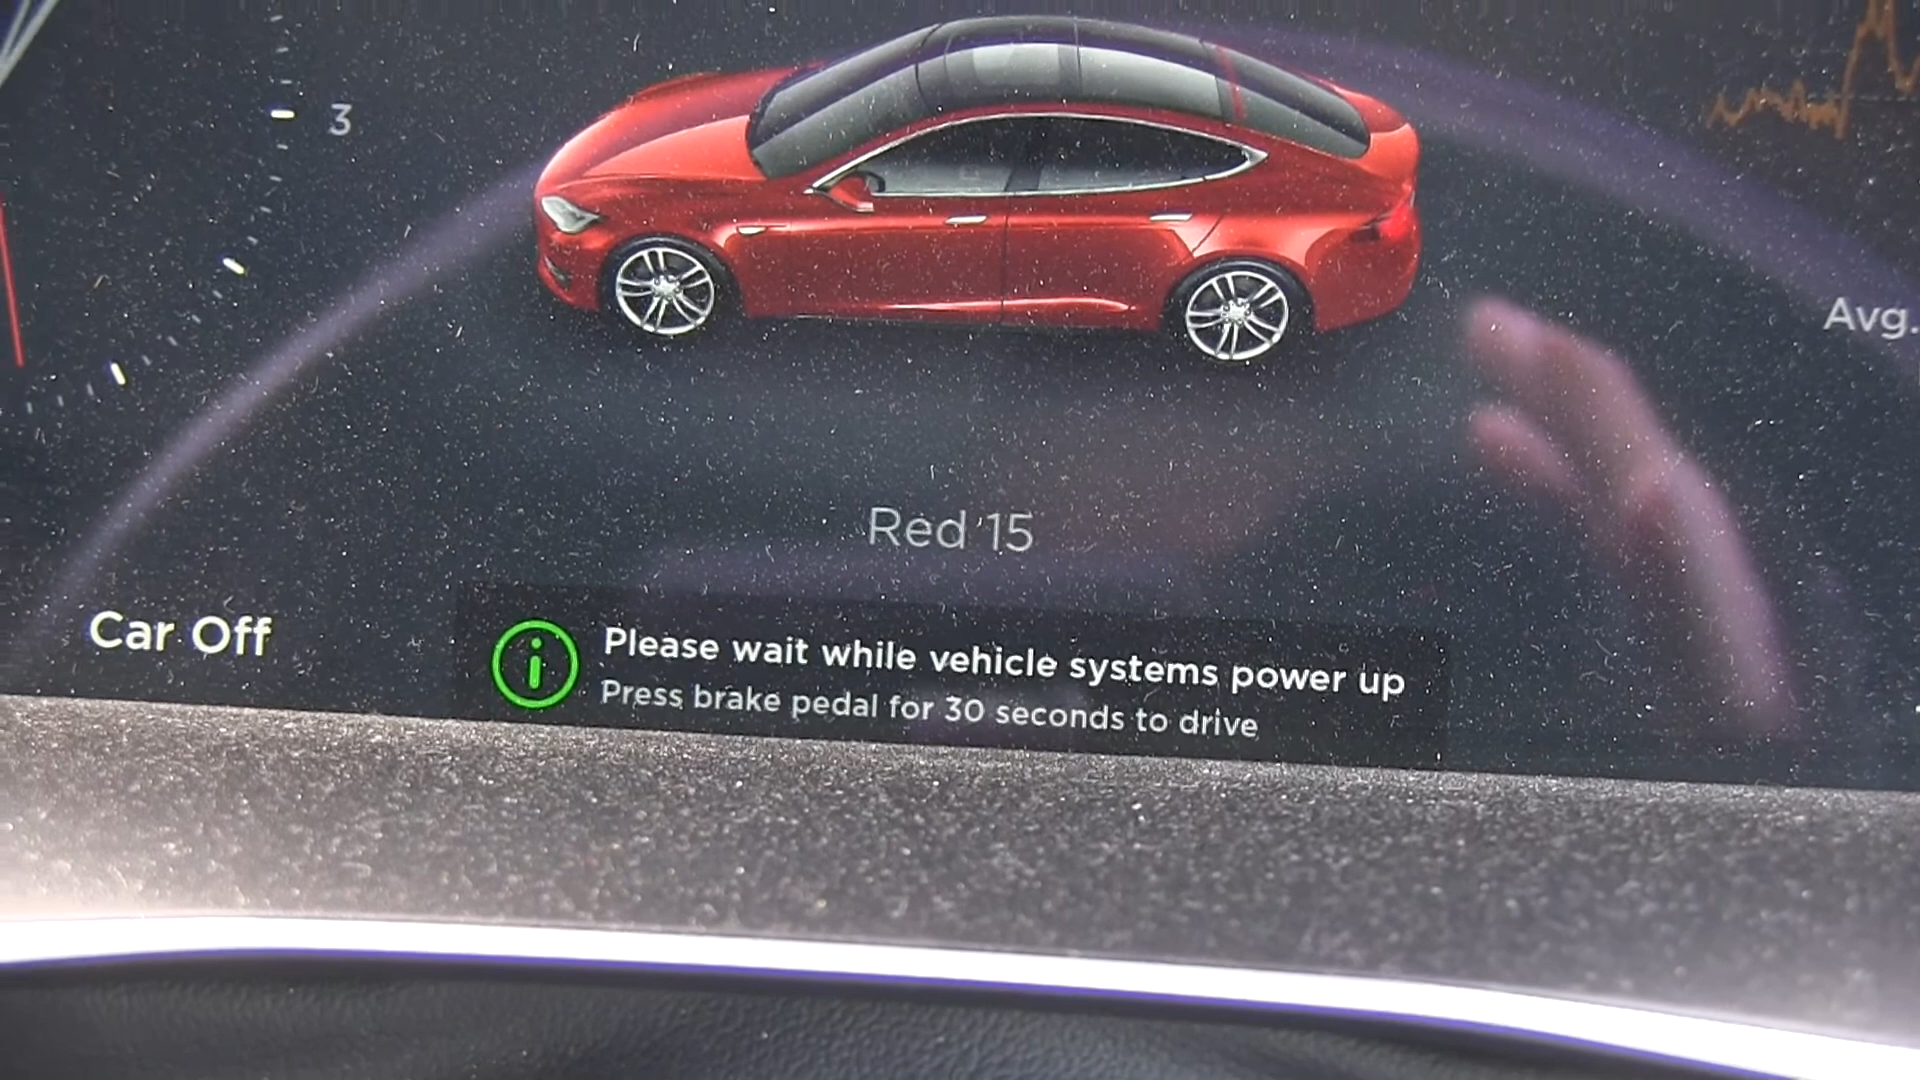 3
Avg.
Red '15
Car Off
Please wait while vehicle systems power up
Press brake pedal for 30 seconds to drive